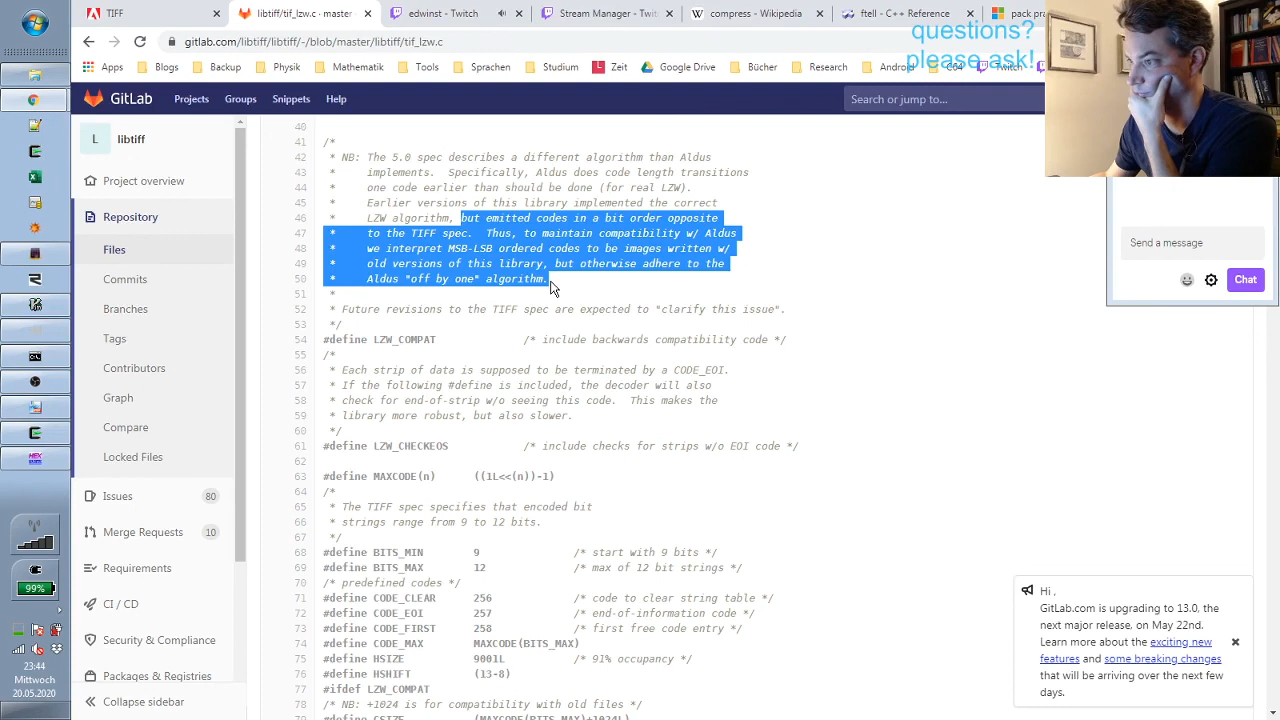 TIFF
libtiff/tif_lzw.c · master
edwinst - Twitch
Stream Manager - Twitch
compress - Wikipedia
ftell - C++ Reference
pack pra
gitlab.com/libtiff/libtiff/-/blob/master/libtiff/tif_lzw.c
questions?
please ask!
Apps
Blogs
Backup
Physik
Mathematik
Tools
Sprachen
Studium
Zeit
Google Drive
Bücher
Research
Android
C64
Twitch
GitLab
Projects
Groups
Snippets
Help
Search or jump to...
L
libtiff
Project overview
Repository
Files
Commits
Branches
Tags
Contributors
Graph
Compare
Locked Files
Issues 80
Merge Requests 10
Requirements
CI / CD
Security & Compliance
Packages & Registries
Collapse sidebar
40
41 /*
42 * NB: The 5.0 spec describes a different algorithm than Aldus
43 * implements. Specifically, Aldus does code length transitions
44 * one code earlier than should be done (for real LZW).
45 * Earlier versions of this library implemented the correct
46 * LZW algorithm, but emitted codes in a bit order opposite
47 * to the TIFF spec. Thus, to maintain compatibility w/ Aldus
48 * we interpret MSB-LSB ordered codes to be images written w/
49 * old versions of this library, but otherwise adhere to the
50 * Aldus "off by one" algorithm.
51 *
52 * Future revisions to the TIFF spec are expected to "clarify this issue".
53 */
54 #define LZW_COMPAT /* include backwards compatibility code */
55 /*
56 * Each strip of data is supposed to be terminated by a CODE_EOI.
57 * If the following #define is included, the decoder will also
58 * check for end-of-strip w/o seeing this code. This makes the
59 * library more robust, but also slower.
60 */
61 #define LZW_CHECKEOS /* include checks for strips w/o EOI code */
62
63 #define MAXCODE(n) ((1L<<(n))-1)
64 /*
65 * The TIFF spec specifies that encoded bit
66 * strings range from 9 to 12 bits.
67 */
68 #define BITS_MIN 9 /* start with 9 bits */
69 #define BITS_MAX 12 /* max of 12 bit strings */
70 /* predefined codes */
71 #define CODE_CLEAR 256 /* code to clear string table */
72 #define CODE_EOI 257 /* end-of-information code */
73 #define CODE_FIRST 258 /* first free code entry */
74 #define CODE_MAX MAXCODE(BITS_MAX)
75 #define HSIZE 9001L /* 91% occupancy */
76 #define HSHIFT (13-8)
77 #ifdef LZW_COMPAT
78 /* NB: +1024 is for compatibility with old files */
79 #define CSIZE (MAXCODE(BITS_MAX)+1024L)
Send a message
Chat
Hi ,
GitLab.com is upgrading to 13.0, the
next major release, on May 22nd.
Learn more about the exciting new
features and some breaking changes
that will be arriving over the next few
days.
99%
23:44
Mittwoch
20.05.2020